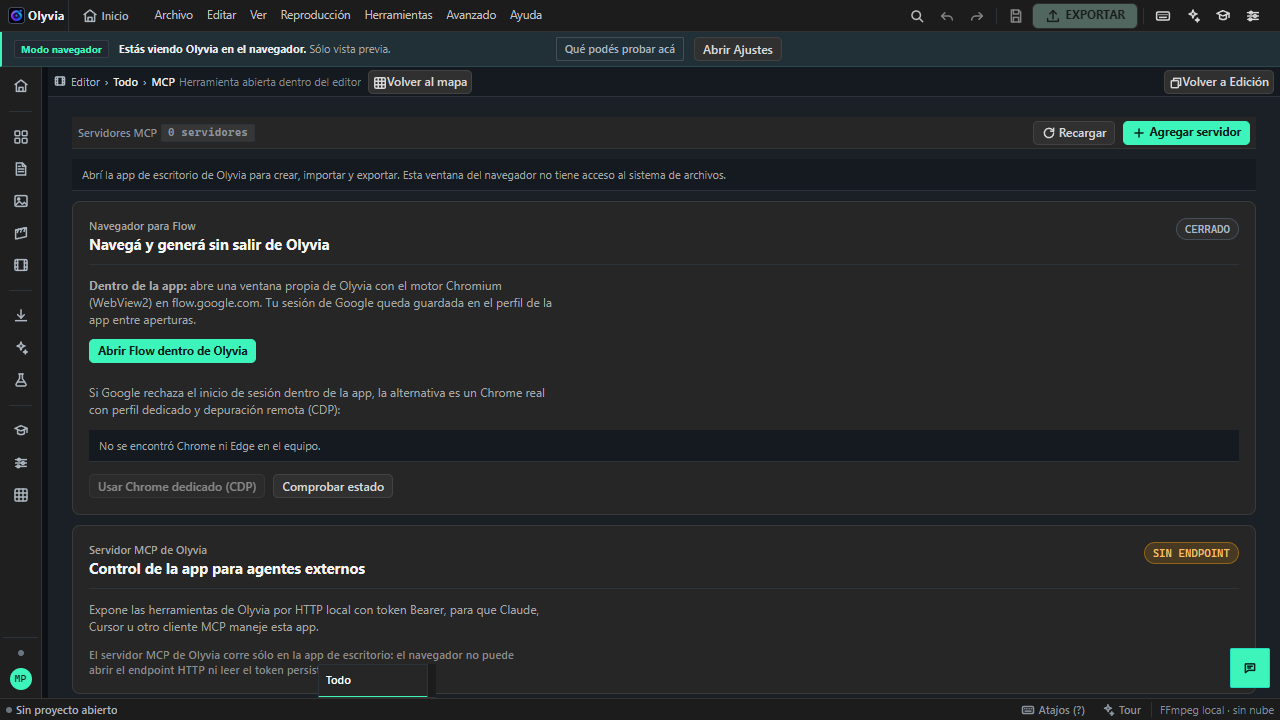 Olyvia
Inicio
Archivo Editar Ver Reproducción Herramientas Avanzado Ayuda
EXPORTAR
Modo navegador
Estás viendo Olyvia en el navegador. Sólo vista previa.
Qué podés probar acá
Abrir Ajustes
Editor › Todo › MCP Herramienta abierta dentro del editor
Volver al mapa
Volver a Edición
Servidores MCP 0 servidores
Recargar
+ Agregar servidor
Abrí la app de escritorio de Olyvia para crear, importar y exportar. Esta ventana del navegador no tiene acceso al sistema de archivos.
Navegador para Flow
Navegá y generá sin salir de Olyvia
CERRADO
Dentro de la app: abre una ventana propia de Olyvia con el motor Chromium
(WebView2) en flow.google.com. Tu sesión de Google queda guardada en el perfil de la
app entre aperturas.
Abrir Flow dentro de Olyvia
Si Google rechaza el inicio de sesión dentro de la app, la alternativa es un Chrome real
con perfil dedicado y depuración remota (CDP):
No se encontró Chrome ni Edge en el equipo.
Usar Chrome dedicado (CDP)
Comprobar estado
Servidor MCP de Olyvia
Control de la app para agentes externos
SIN ENDPOINT
Expone las herramientas de Olyvia por HTTP local con token Bearer, para que Claude,
Cursor u otro cliente MCP maneje esta app.
El servidor MCP de Olyvia corre sólo en la app de escritorio: el navegador no puede
abrir el endpoint HTTP ni leer el token
Todo
MP
Sin proyecto abierto
Atajos (?)
Tour
FFmpeg local · sin nube